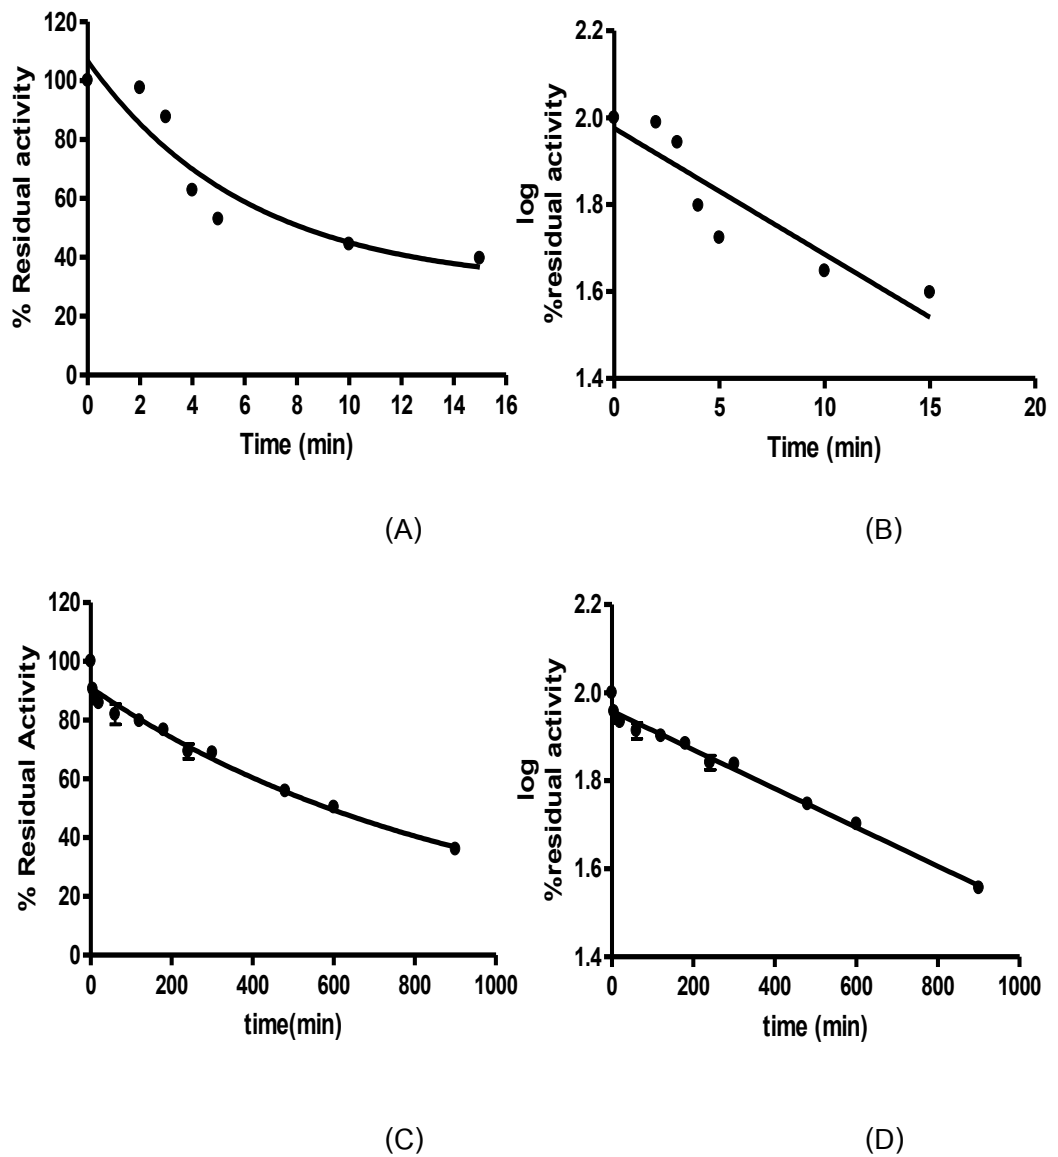 120
100
80
60
40
20
0
% Residual activity
0 2 4 6 8 10 12 14 16
Time (min)
2.2
2.0
1.8
1.6
1.4
log
%residual activity
0 5 10 15 20
Time (min)
(A) (B)
120
100
80
60
40
20
0
% Residual Activity
0 200 400 600 800 1000
time(min)
2.2
2.0
1.8
1.6
1.4
log
%residual activity
0 200 400 600 800 1000
time (min)
(C) (D)